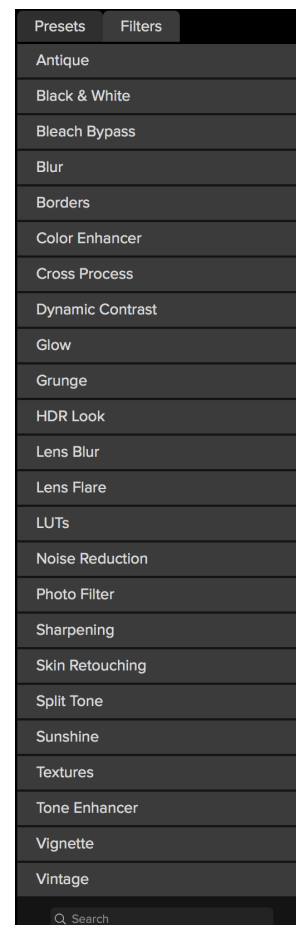 Presets Filters
Antique
Black & White
Bleach Bypass
Blur
Borders
Color Enhancer
Cross Process
Dynamic Contrast
Glow
Grunge
HDR Look
Lens Blur
Lens Flare
LUTs
Noise Reduction
Photo Filter
Sharpening
Skin Retouching
Split Tone
Sunshine
Textures
Tone Enhancer
Vignette
Vintage
Search